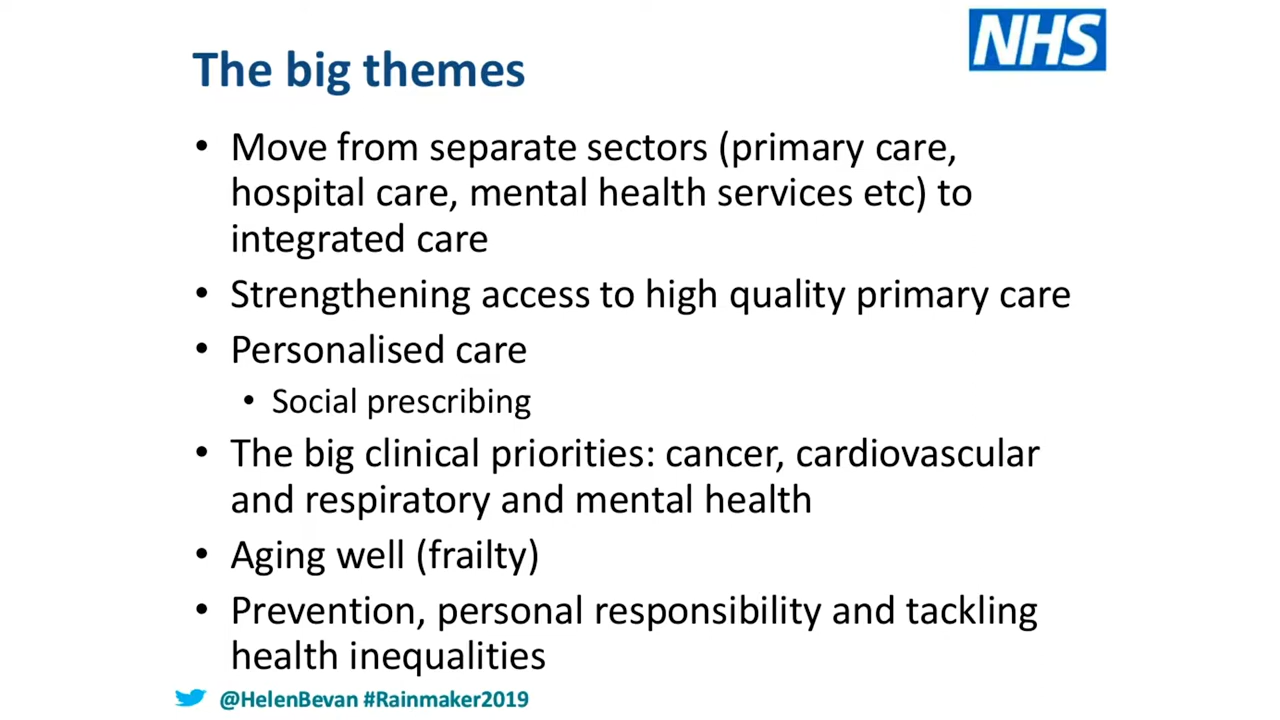 NHS
The big themes
• Move from separate sectors (primary care,
hospital care, mental health services etc) to
integrated care
• Strengthening access to high quality primary care
• Personalised care
• Social prescribing
• The big clinical priorities: cancer, cardiovascular
and respiratory and mental health
• Aging well (frailty)
• Prevention, personal responsibility and tackling
health inequalities
@HelenBevan #Rainmaker2019